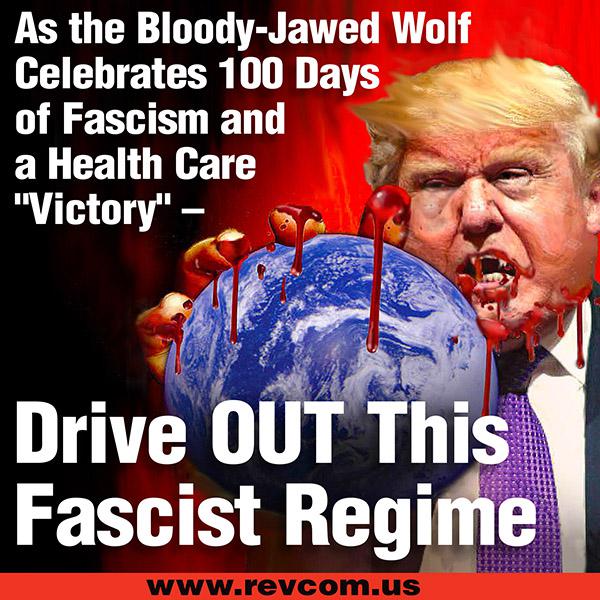 As the Bloody-Jawed Wolf
Celebrates 100 Days
of Fascism and
a Health Care
"Victory" –
Drive OUT This
Fascist Regime
www.revcom.us